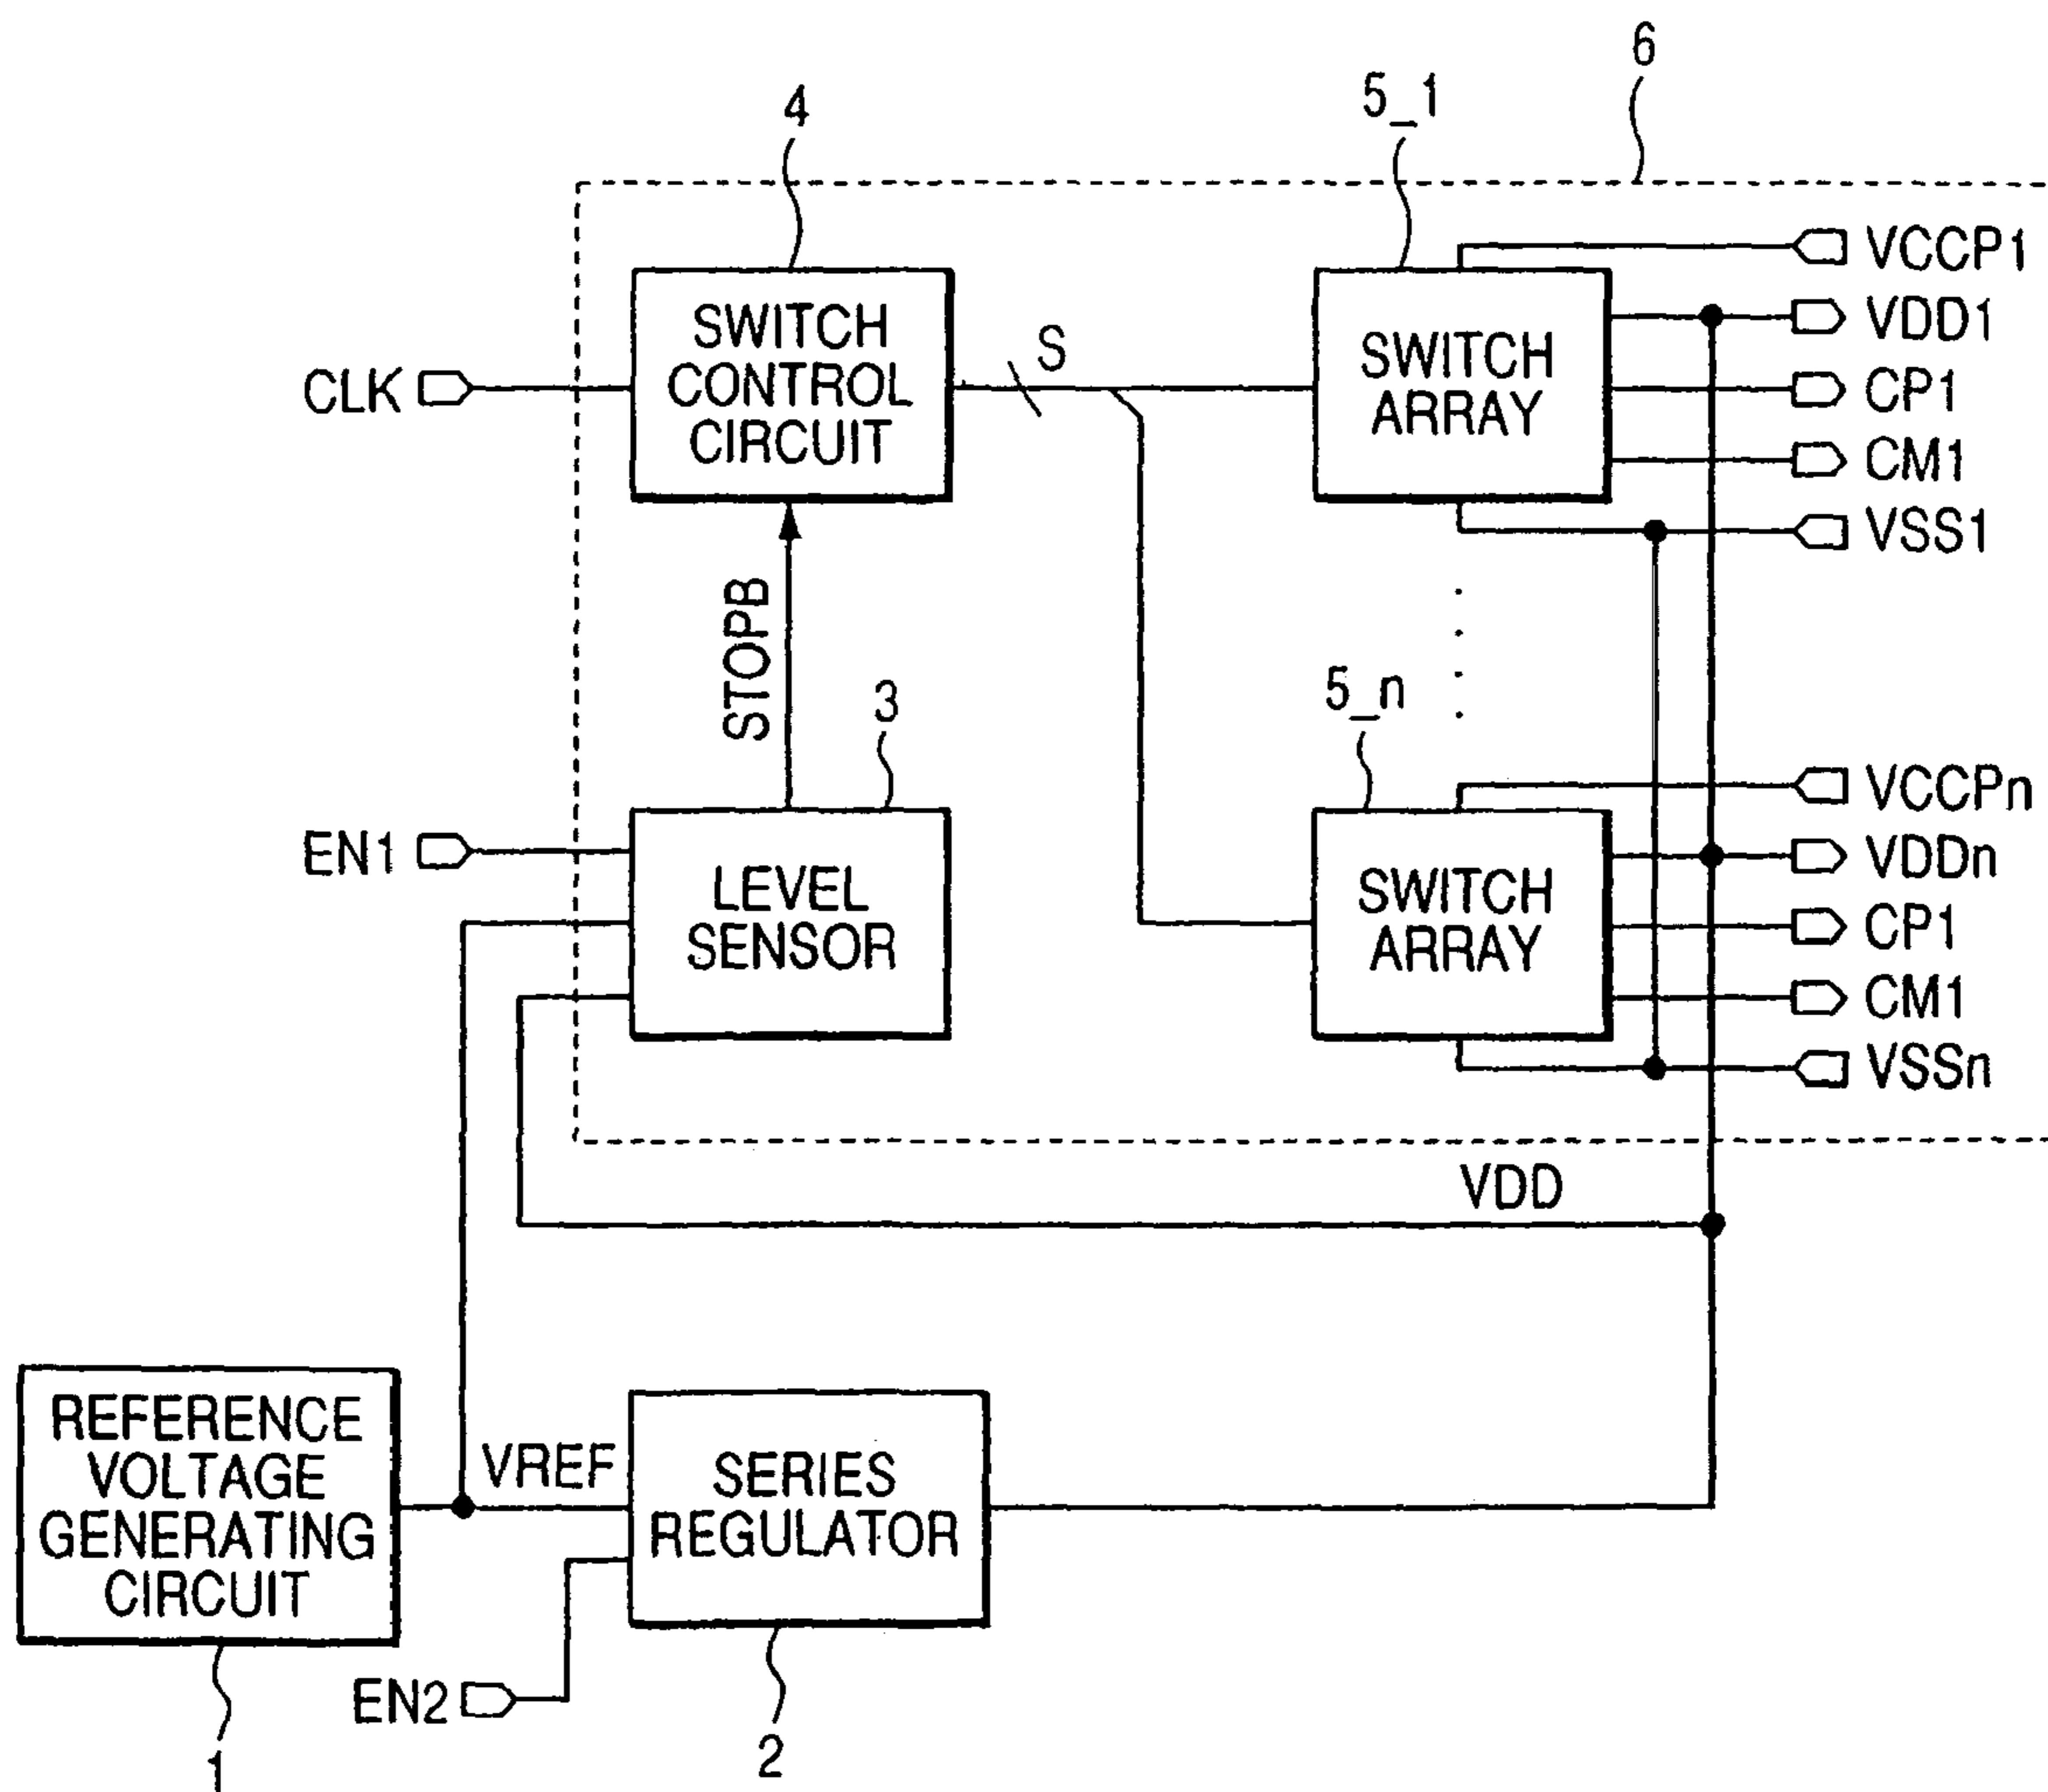 6
4
5_1
VCCP1
VDD1
CP1
CM1
VSS1
SWITCH
CONTROL
CIRCUIT
S
SWITCH
ARRAY
CLK
STOPB
3
5_n
VCCPn
VDDn
CP1
CM1
VSSn
EN1
LEVEL
SENSOR
SWITCH
ARRAY
VDD
REFERENCE
VOLTAGE
GENERATING
CIRCUIT
VREF
SERIES
REGULATOR
EN2
1
2